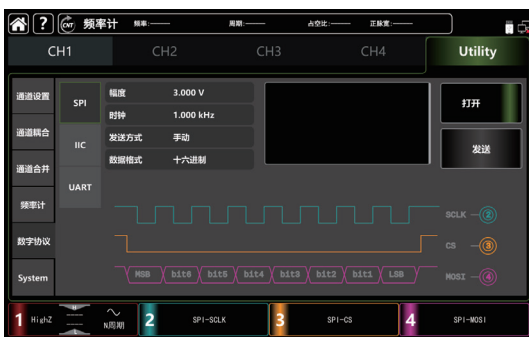 ? CNT 频率计 频率:—— 周期:—— 占空比:—— 正脉宽:——
CH1 CH2 CH3 CH4 Utility
通道设置
通道耦合
通道合并
频率计
数字协议
System
SPI
IIC
UART
幅度 3.000 V
时钟 1.000 kHz
发送方式 手动
数据格式 十六进制
打开
发送
SCLK —②
CS —③
MSB bit6 bit5 bit4 bit3 bit2 bit1 LSB MOSI —④
1 HighZ N周期 2 SPI-SCLK 3 SPI-CS 4 SPI-MOSI